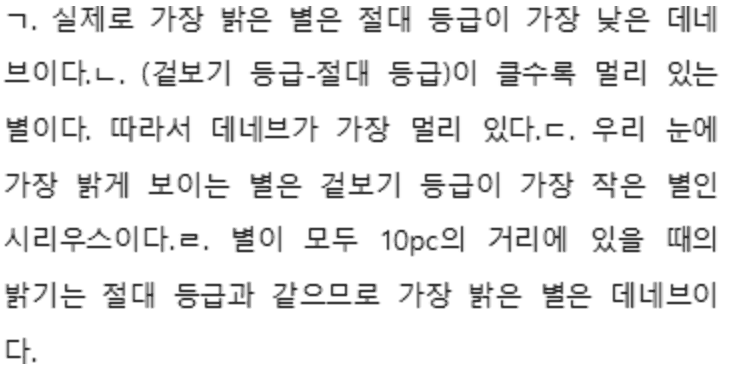 ㄱ. 실제로 가장 밝은 별은 절대 등급이 가장 낮은 데네
브이다.ㄴ. (겉보기 등급-절대 등급)이 클수록 멀리 있는
별이다. 따라서 데네브가 가장 멀리 있다.ㄷ. 우리 눈에
가장 밝게 보이는 별은 겉보기 등급이 가장 작은 별인
시리우스이다.ㄹ. 별이 모두 10pc의 거리에 있을 때의
밝기는 절대 등급과 같으므로 가장 밝은 별은 데네브이
다.